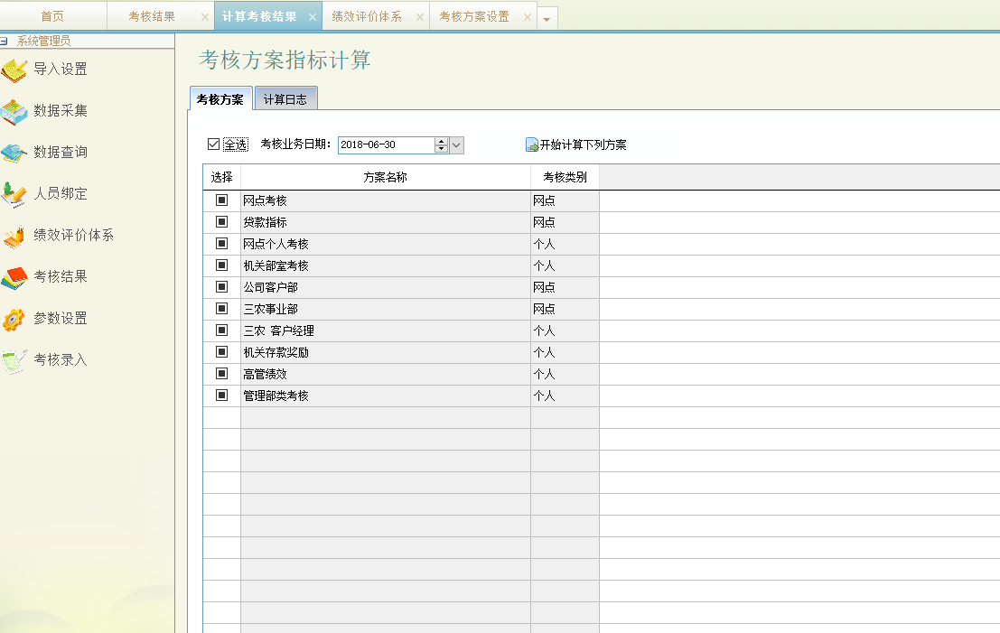 首页 考核结果 计算考核结果 绩效评价体系 考核方案设置
系统管理员
导入设置
数据采集
数据查询
人员绑定
绩效评价体系
考核结果
参数设置
考核录入
考核方案指标计算
考核方案 计算日志
全选 考核业务日期: 2018-06-30 开始计算下列方案
选择 方案名称 考核类别
网点考核 网点
贷款指标 网点
网点个人考核 个人
机关部室考核 个人
公司客户部 网点
三农事业部 网点
三农 客户经理 个人
机关存款奖励 个人
高管绩效 个人
管理部类考核 个人